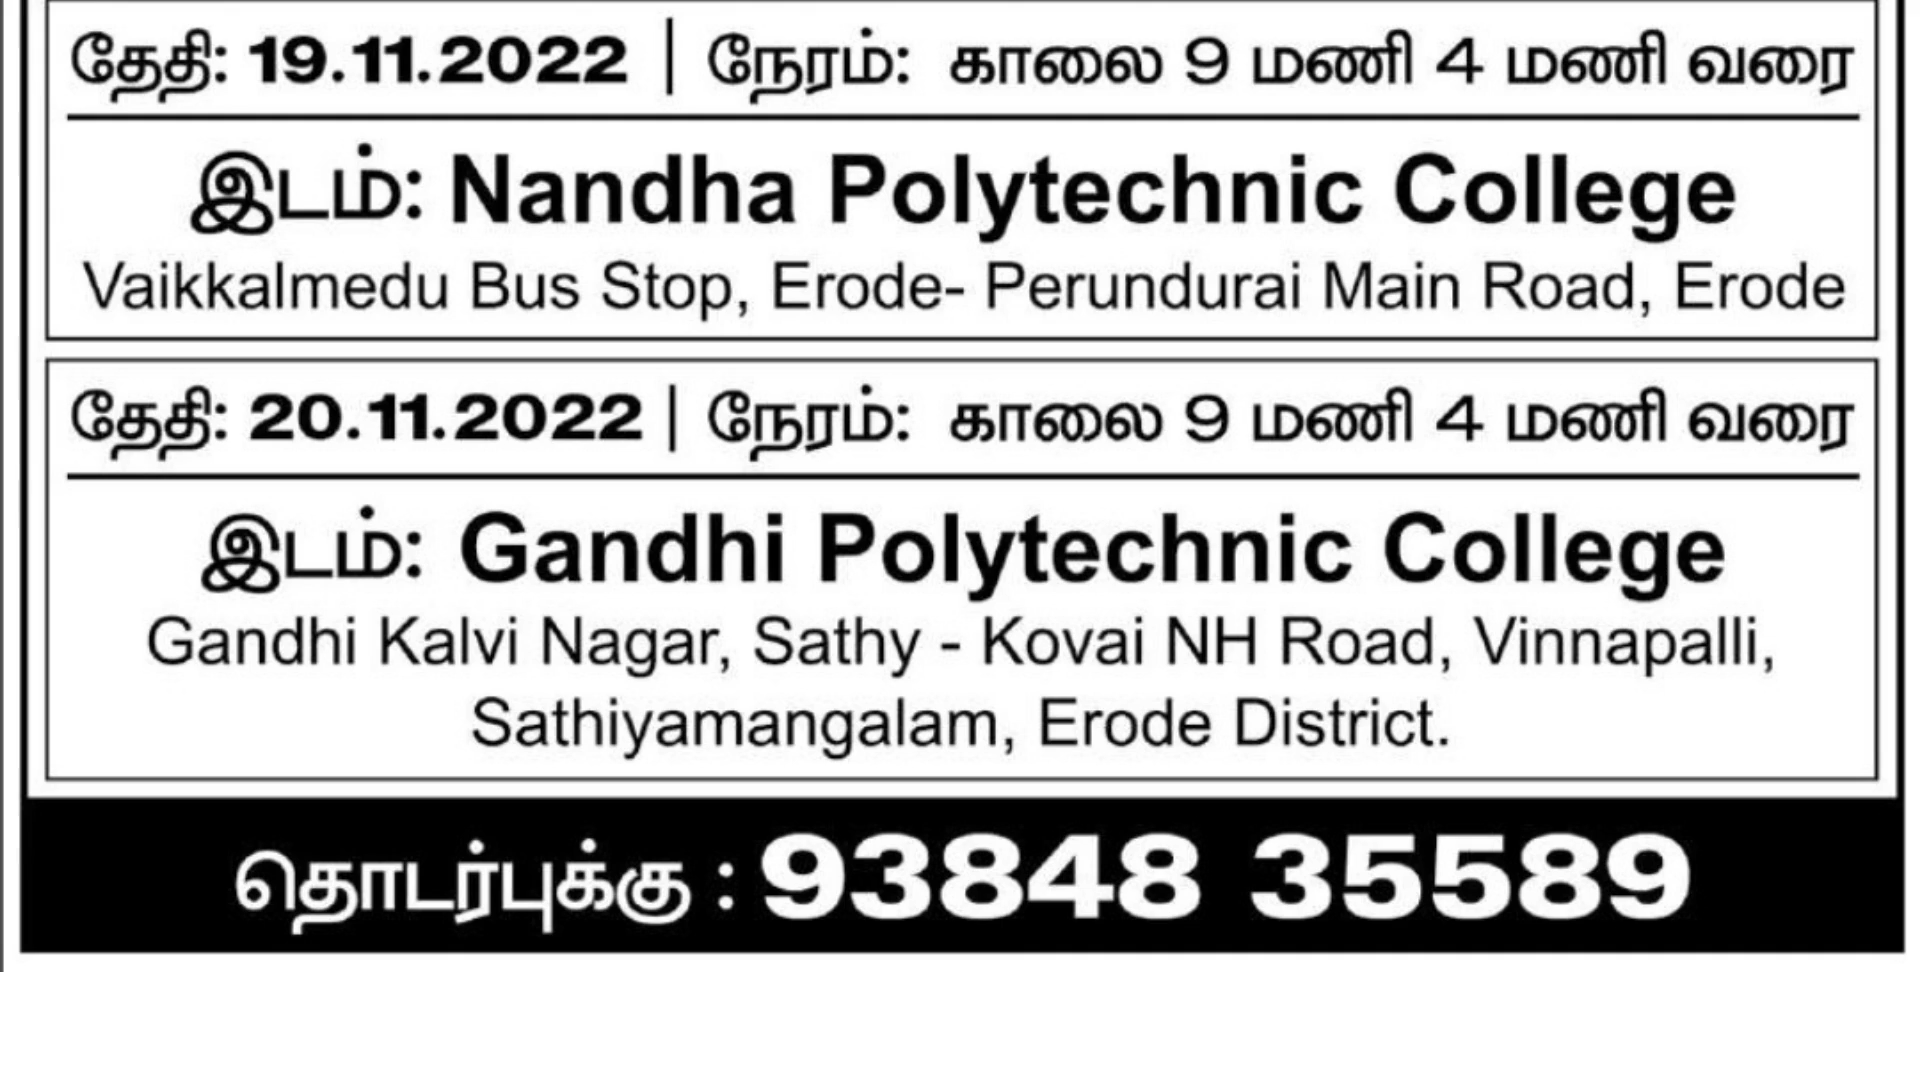 தேதி: 19.11.2022 | நேரம்: காலை 9 மணி 4 மணி வரை
இடம்: Nandha Polytechnic College
Vaikkalmedu Bus Stop, Erode- Perundurai Main Road, Erode
தேதி: 20.11.2022 | நேரம்: காலை 9 மணி 4 மணி வரை
இடம்: Gandhi Polytechnic College
Gandhi Kalvi Nagar, Sathy - Kovai NH Road, Vinnapalli,
Sathiyamangalam, Erode District.
தொடர்புக்கு : 93848 35589